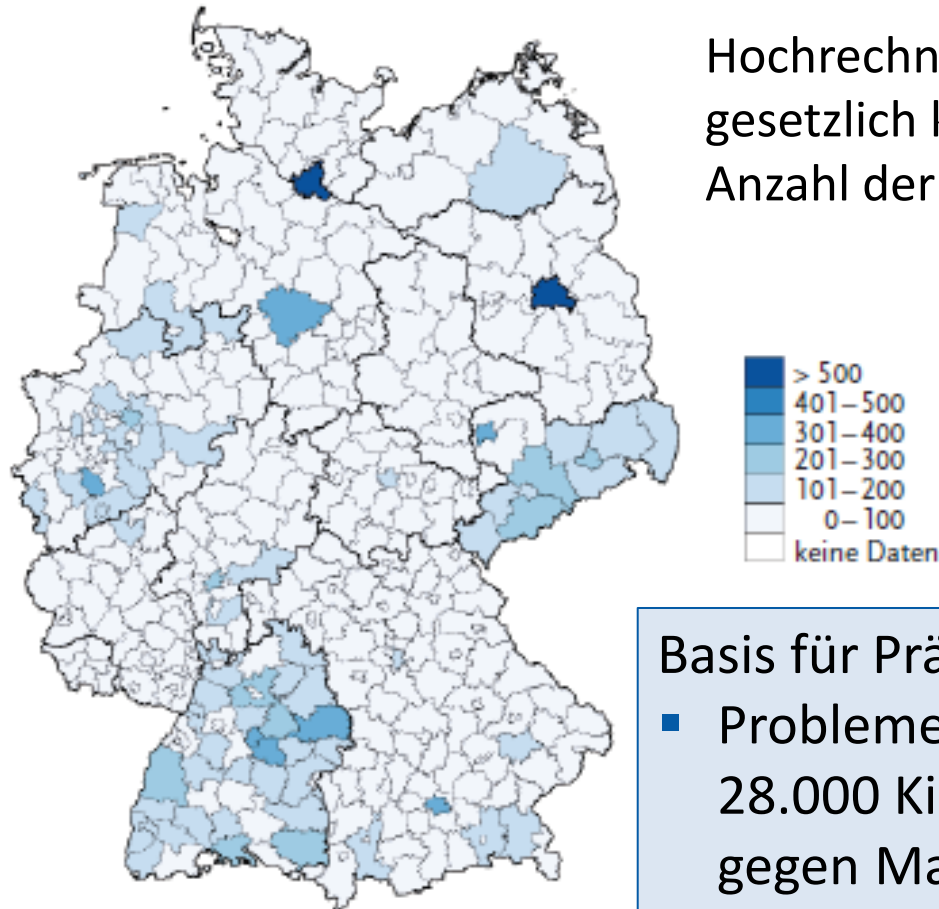 Hochrechn
gesetzlich
Anzahl der
> 500
401–500
301–400
201–300
101–200
0–100
keine Daten
Basis für Prä
▪ Probleme
28.000 Ki
gegen Ma